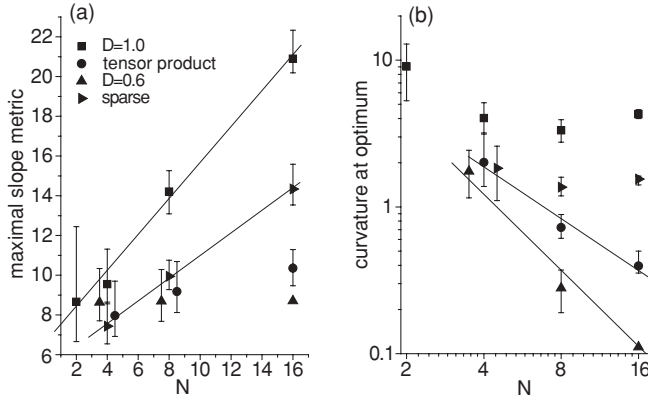 (a)
22
20
18
16
14
12
10
8
6
2 4 6 8 10 12 14 16
N
maximal slope metric
D=1.0
tensor product
D=0.6
sparse
(b)
10
1
0.1
2 4 8 16
N
curvature at optimum